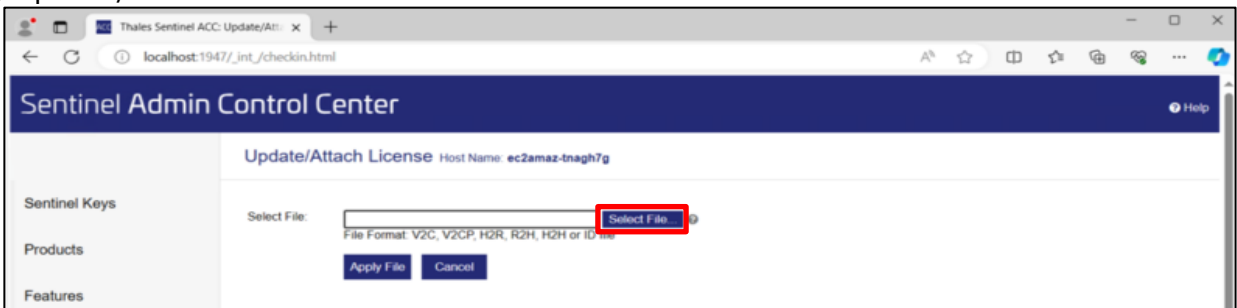 Thales Sentinel ACC: Update/Att
localhost:1947/_int_/checkin.html
Sentinel Admin Control Center
Help
Update/Attach License Host Name: ec2amaz-tnagh7g
Sentinel Keys
Select File:
Select File...
File Format: V2C, V2CP, H2R, R2H, H2H or ID file
Products
Apply File Cancel
Features